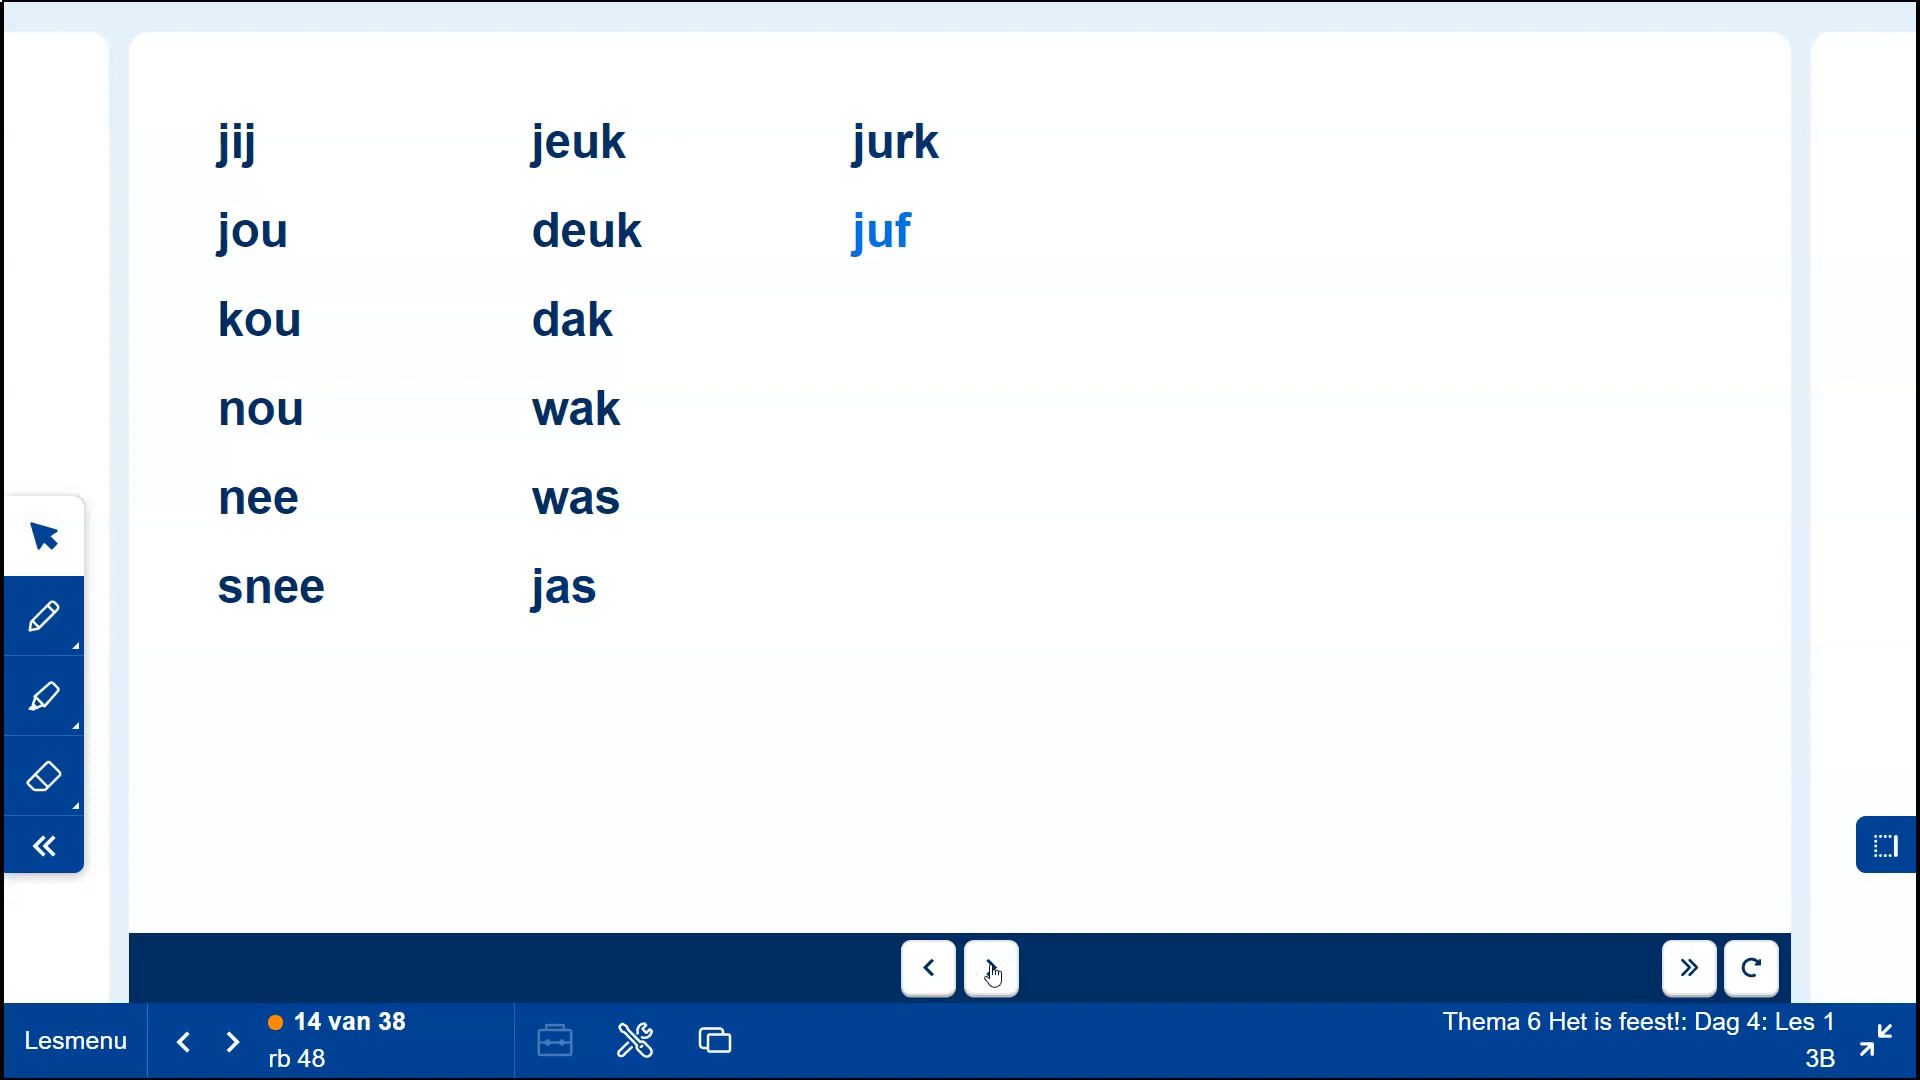 jij
jou
kou
nou
nee
snee
jeuk
deuk
dak
wak
was
jas
jurk
juf
Lesmenu
14 van 38
rb 48
Thema 6 Het is feest!: Dag 4: Les 1
3B